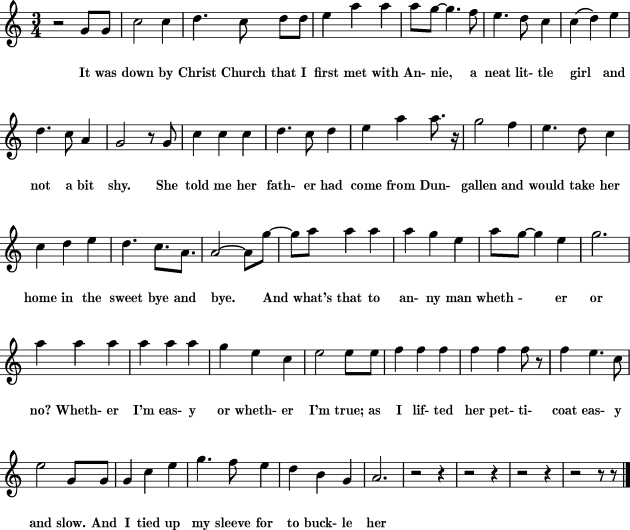 It was down by Christ Church that I first met with An- nie, a neat lit- tle girl and
not a bit shy. She told me her fath- er had come from Dun- gallen and would take her
home in the sweet bye and bye. And what's that to an- ny man wheth - er or
no? Wheth- er I'm eas- y or wheth- er I'm true; as I lif- ted her pet- ti- coat eas- y
and slow. And I tied up my sleeve for to buck- le her